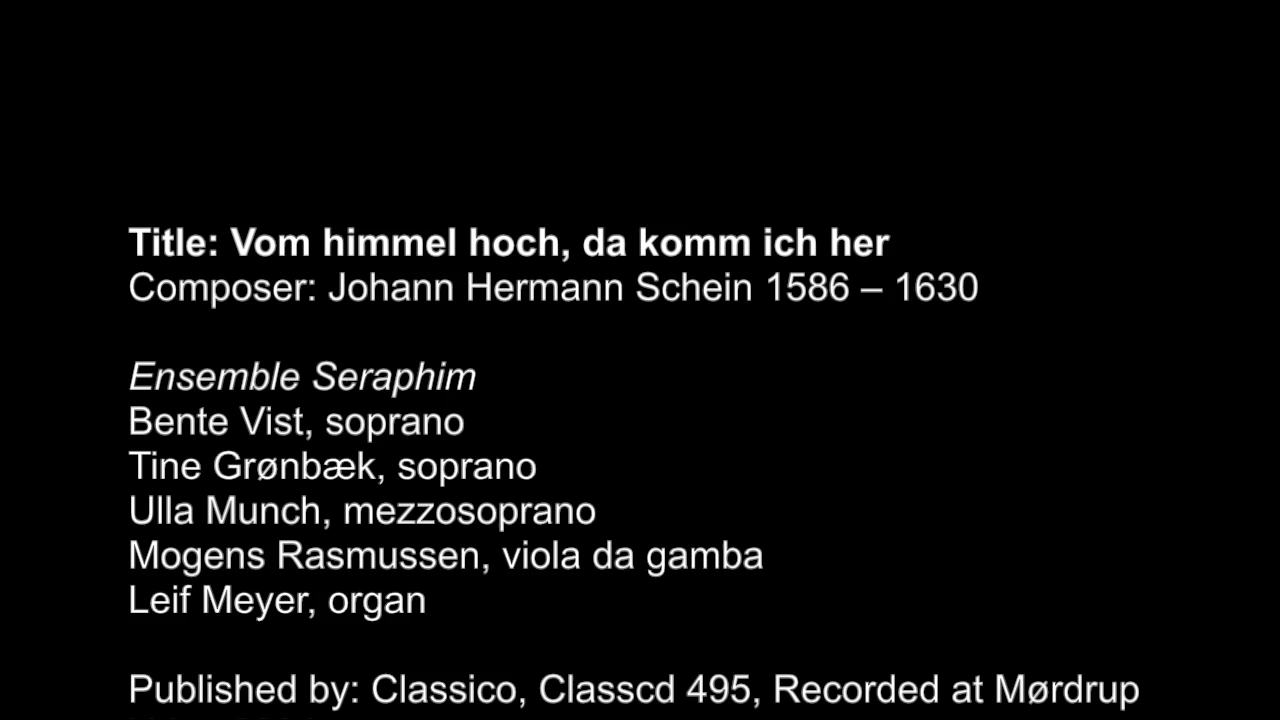 Title: Vom himmel hoch, da komm ich her
Composer: Johann Hermann Schein 1586 – 1630
Ensemble Seraphim
Bente Vist, soprano
Tine Grønbæk, soprano
Ulla Munch, mezzosoprano
Mogens Rasmussen, viola da gamba
Leif Meyer, organ
Published by: Classico, Classcd 495, Recorded at Mørdrup